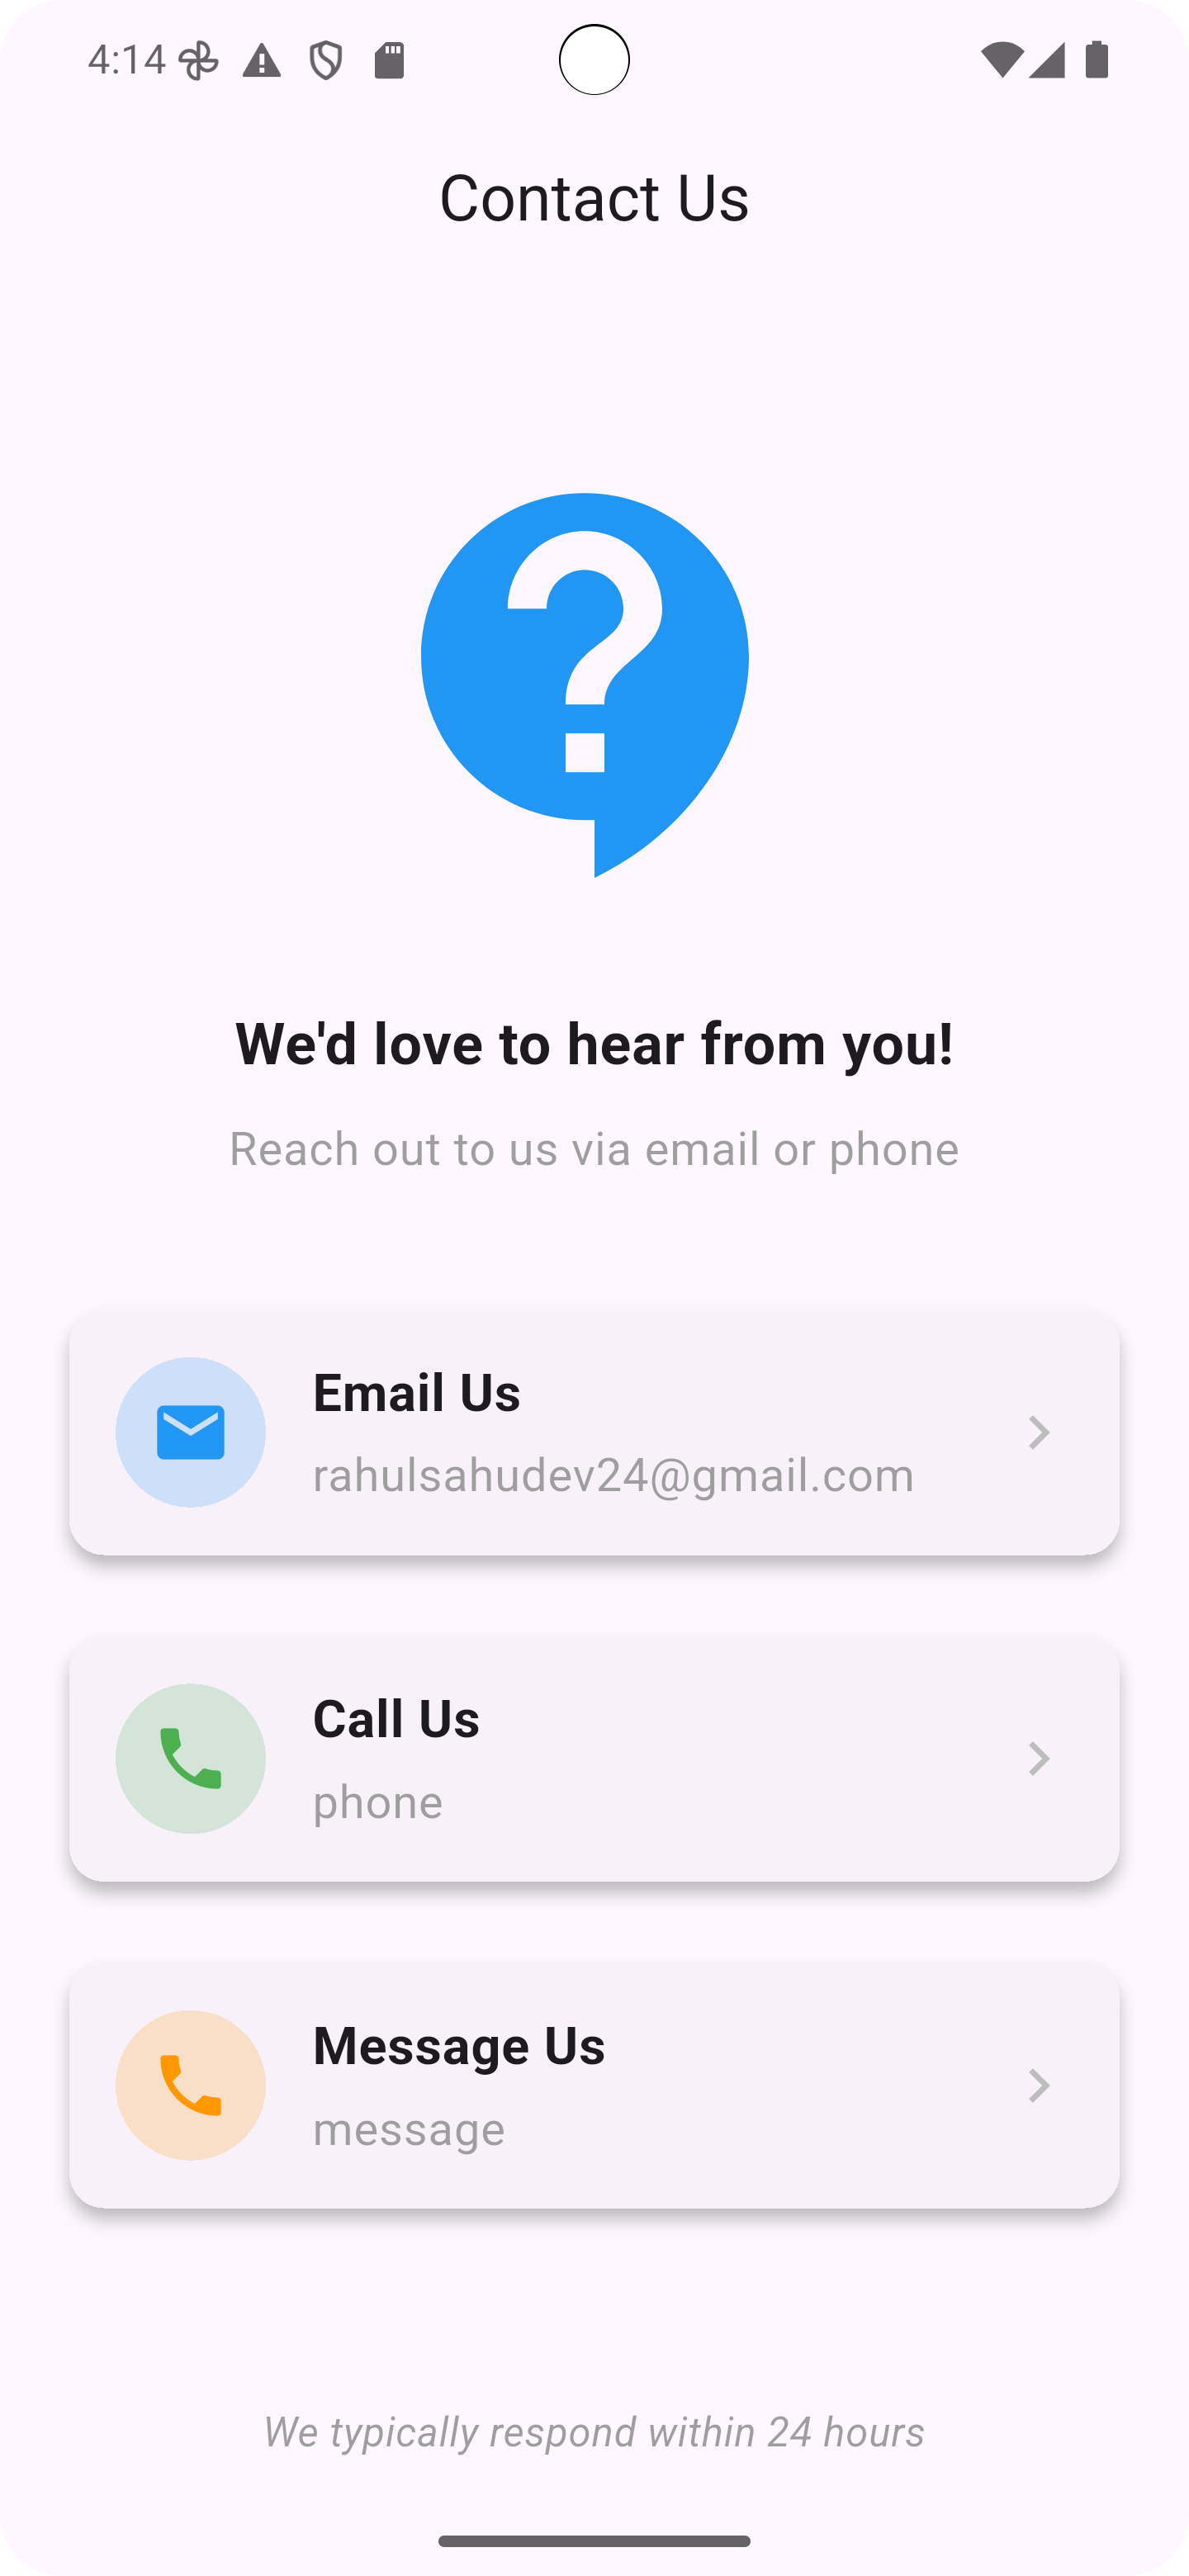 4:14
Contact Us
We'd love to hear from you!
Reach out to us via email or phone
Email Us
rahulsahudev24@gmail.com
Call Us
phone
Message Us
message
We typically respond within 24 hours